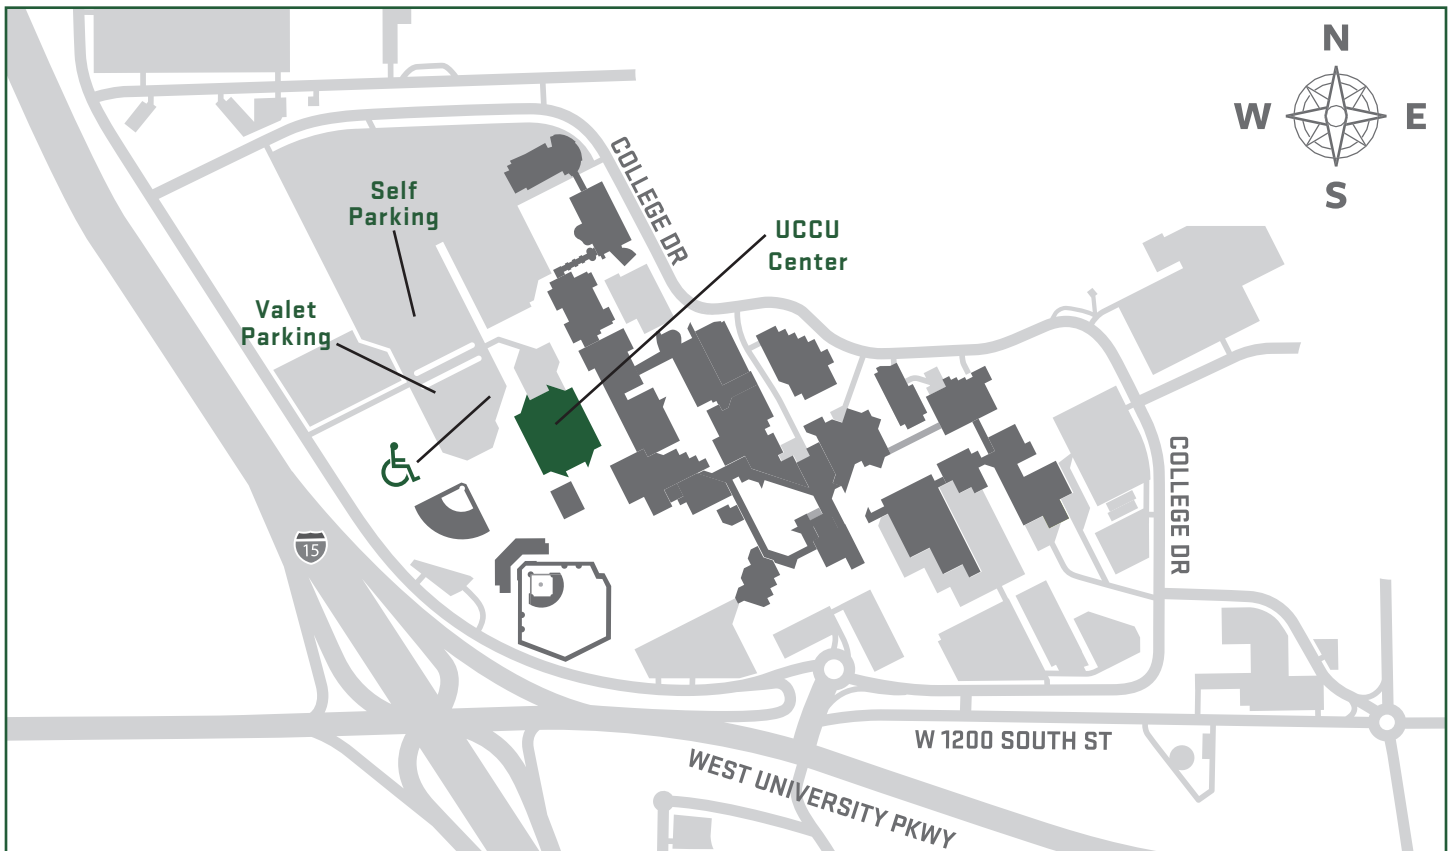 N
W
E
S
COLLEGE DR
Self
Parking
UCCU
Center
Valet
Parking
COLLEGE DR
15
W 1200 SOUTH ST
WEST UNIVERSITY PKWY